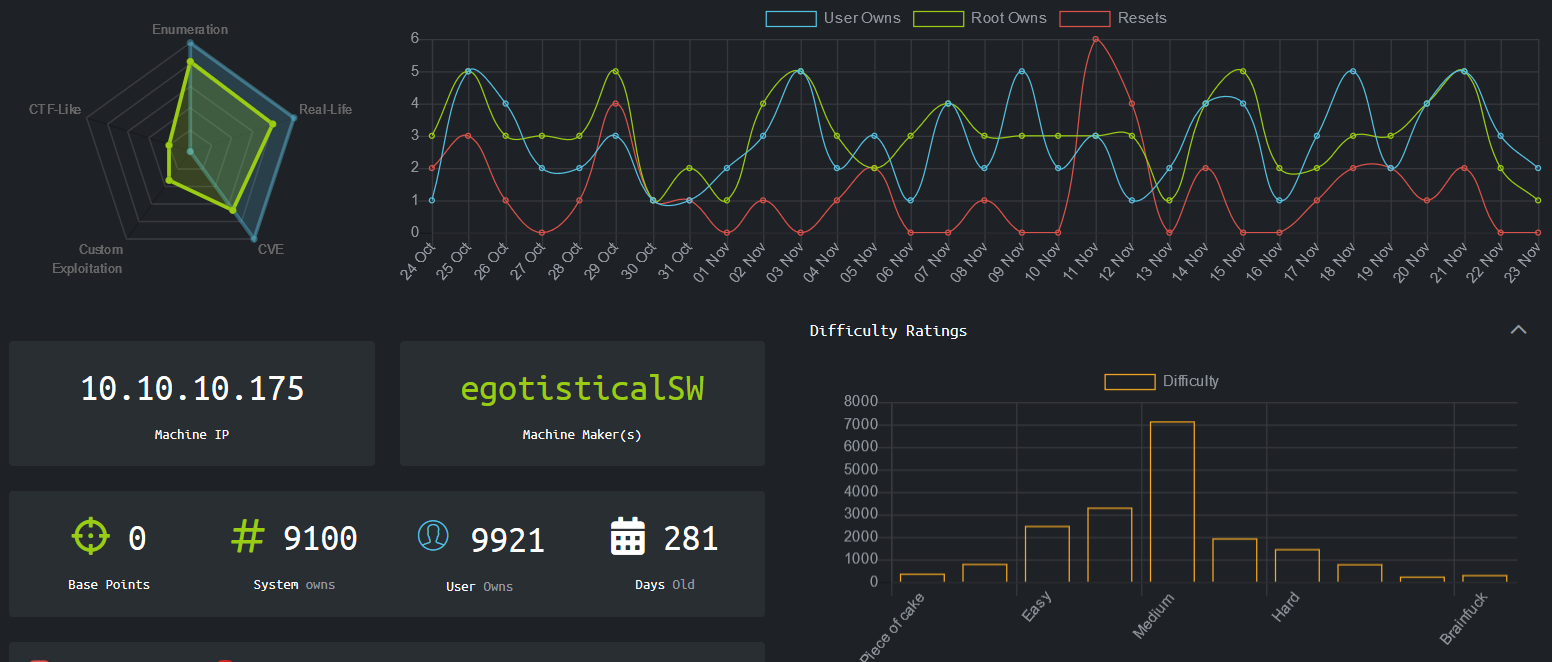 Enumeration
CTF-Like
Real-Life
Custom
Exploitation
CVE
User Owns Root Owns Resets
6
5
4
3
2
1
0
24 Oct 25 Oct 26 Oct 27 Oct 28 Oct 29 Oct 30 Oct 31 Oct 01 Nov 02 Nov 03 Nov 04 Nov 05 Nov 06 Nov 07 Nov 08 Nov 09 Nov 10 Nov 11 Nov 12 Nov 13 Nov 14 Nov 15 Nov 16 Nov 17 Nov 18 Nov 19 Nov 20 Nov 21 Nov 22 Nov 23 Nov
10.10.10.175
Machine IP
egotisticalSW
Machine Maker(s)
0 9100 9921 281
Base Points System owns User Owns Days Old
Difficulty Ratings
Difficulty
8000
7000
6000
5000
4000
3000
2000
1000
0
Piece of cake Easy Medium Hard Brainfuck